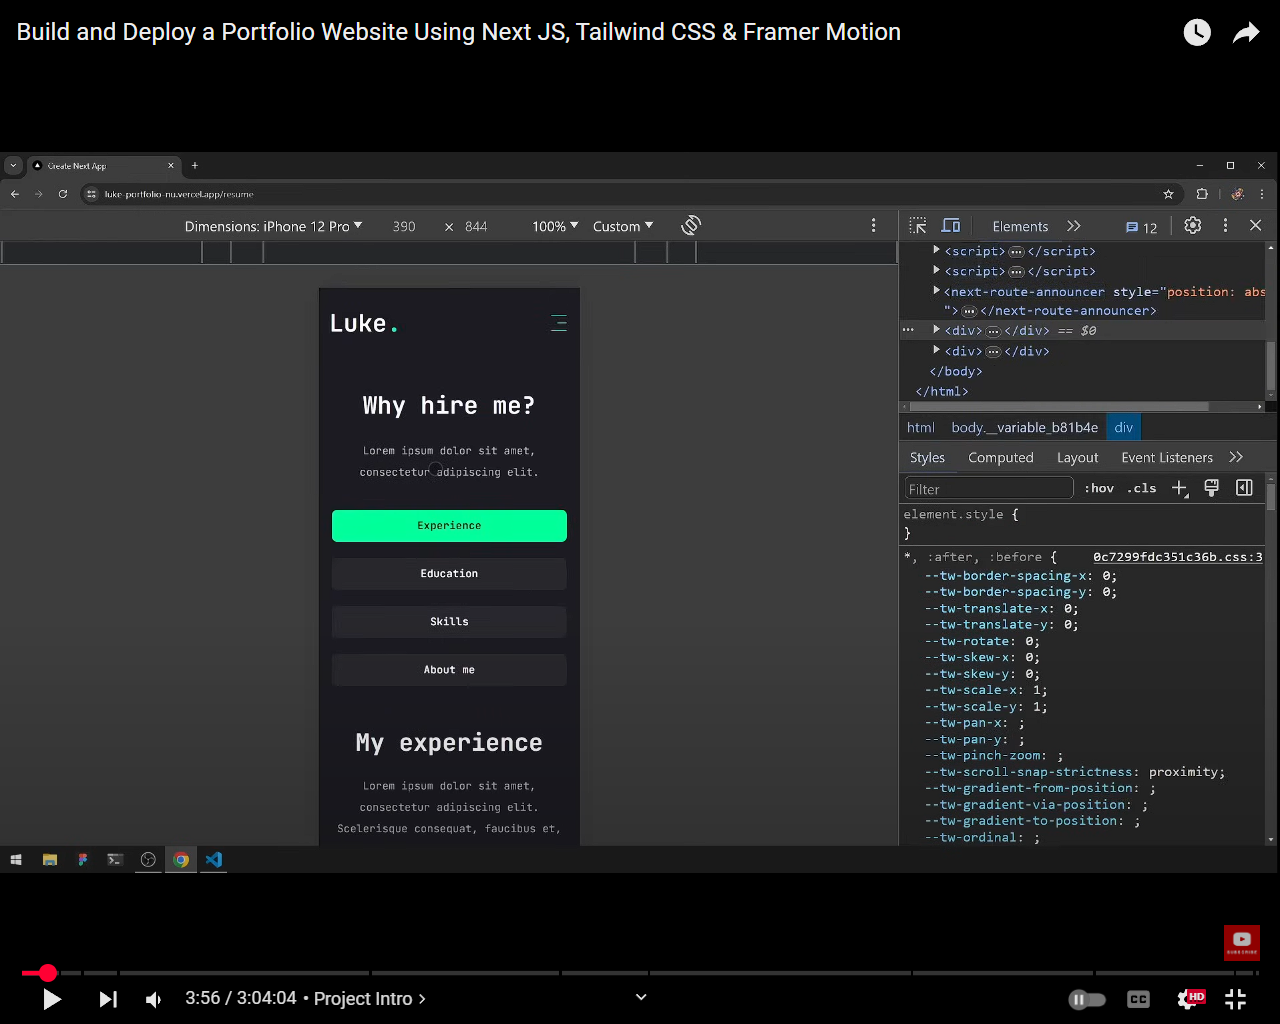 Build and Deploy a Portfolio Website Using Next JS, Tailwind CSS & Framer Motion
Create Next App
luke-portfolio-nu.vercel.app/resume
Dimensions: iPhone 12 Pro 390 × 844 100% Custom
Elements 12
<script> … </script>
<script> … </script>
<next-route-announcer style="position: abs
"> … </next-route-announcer>
… <div> … </div> == $0
<div> … </div>
</body>
</html>
html body.__variable_b81b4e div
Styles Computed Layout Event Listeners
Filter :hov .cls
element.style {
}
*, :after, :before { 0c7299fdc351c36b.css:3
--tw-border-spacing-x: 0;
--tw-border-spacing-y: 0;
--tw-translate-x: 0;
--tw-translate-y: 0;
--tw-rotate: 0;
--tw-skew-x: 0;
--tw-skew-y: 0;
--tw-scale-x: 1;
--tw-scale-y: 1;
--tw-pan-x: ;
--tw-pan-y: ;
--tw-pinch-zoom: ;
--tw-scroll-snap-strictness: proximity;
--tw-gradient-from-position: ;
--tw-gradient-via-position: ;
--tw-gradient-to-position: ;
--tw-ordinal: ;
Luke.
Why hire me?
Lorem ipsum dolor sit amet,
consectetur adipiscing elit.
Experience
Education
Skills
About me
My experience
Lorem ipsum dolor sit amet,
consectetur adipiscing elit.
Scelerisque consequat, faucibus et,
SUBSCRIBE
3:56 / 3:04:04 • Project Intro
CC
HD